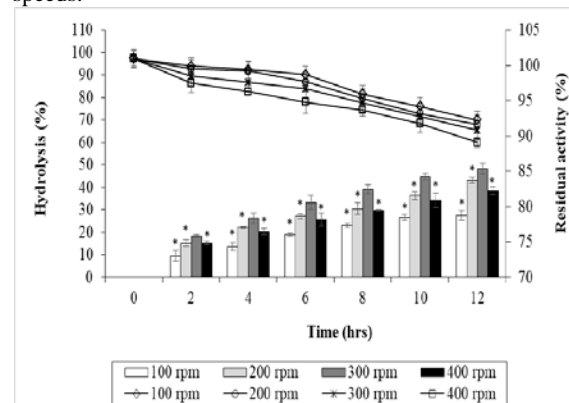 speeds.
110
100
90
80
70
60
50
40
30
20
10
0
Hydrolysis (%)
105
100
95
90
85
80
75
70
Residual activity (%)
* * * * * * * * * * * * * * * * * *
0 2 4 6 8 10 12
Time (hrs)
100 rpm 200 rpm 300 rpm 400 rpm
100 rpm 200 rpm 300 rpm 400 rpm